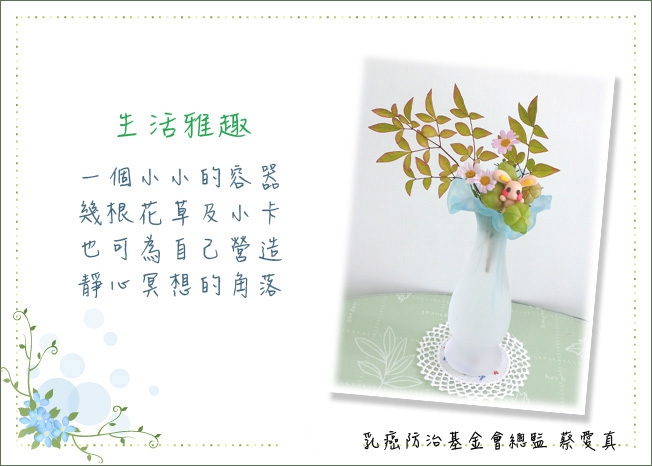 生活雅趣
一個小小的容器
幾根花草及小卡
也可為自己營造
靜心冥想的角落
乳癌防治基金會總監 蔡愛真